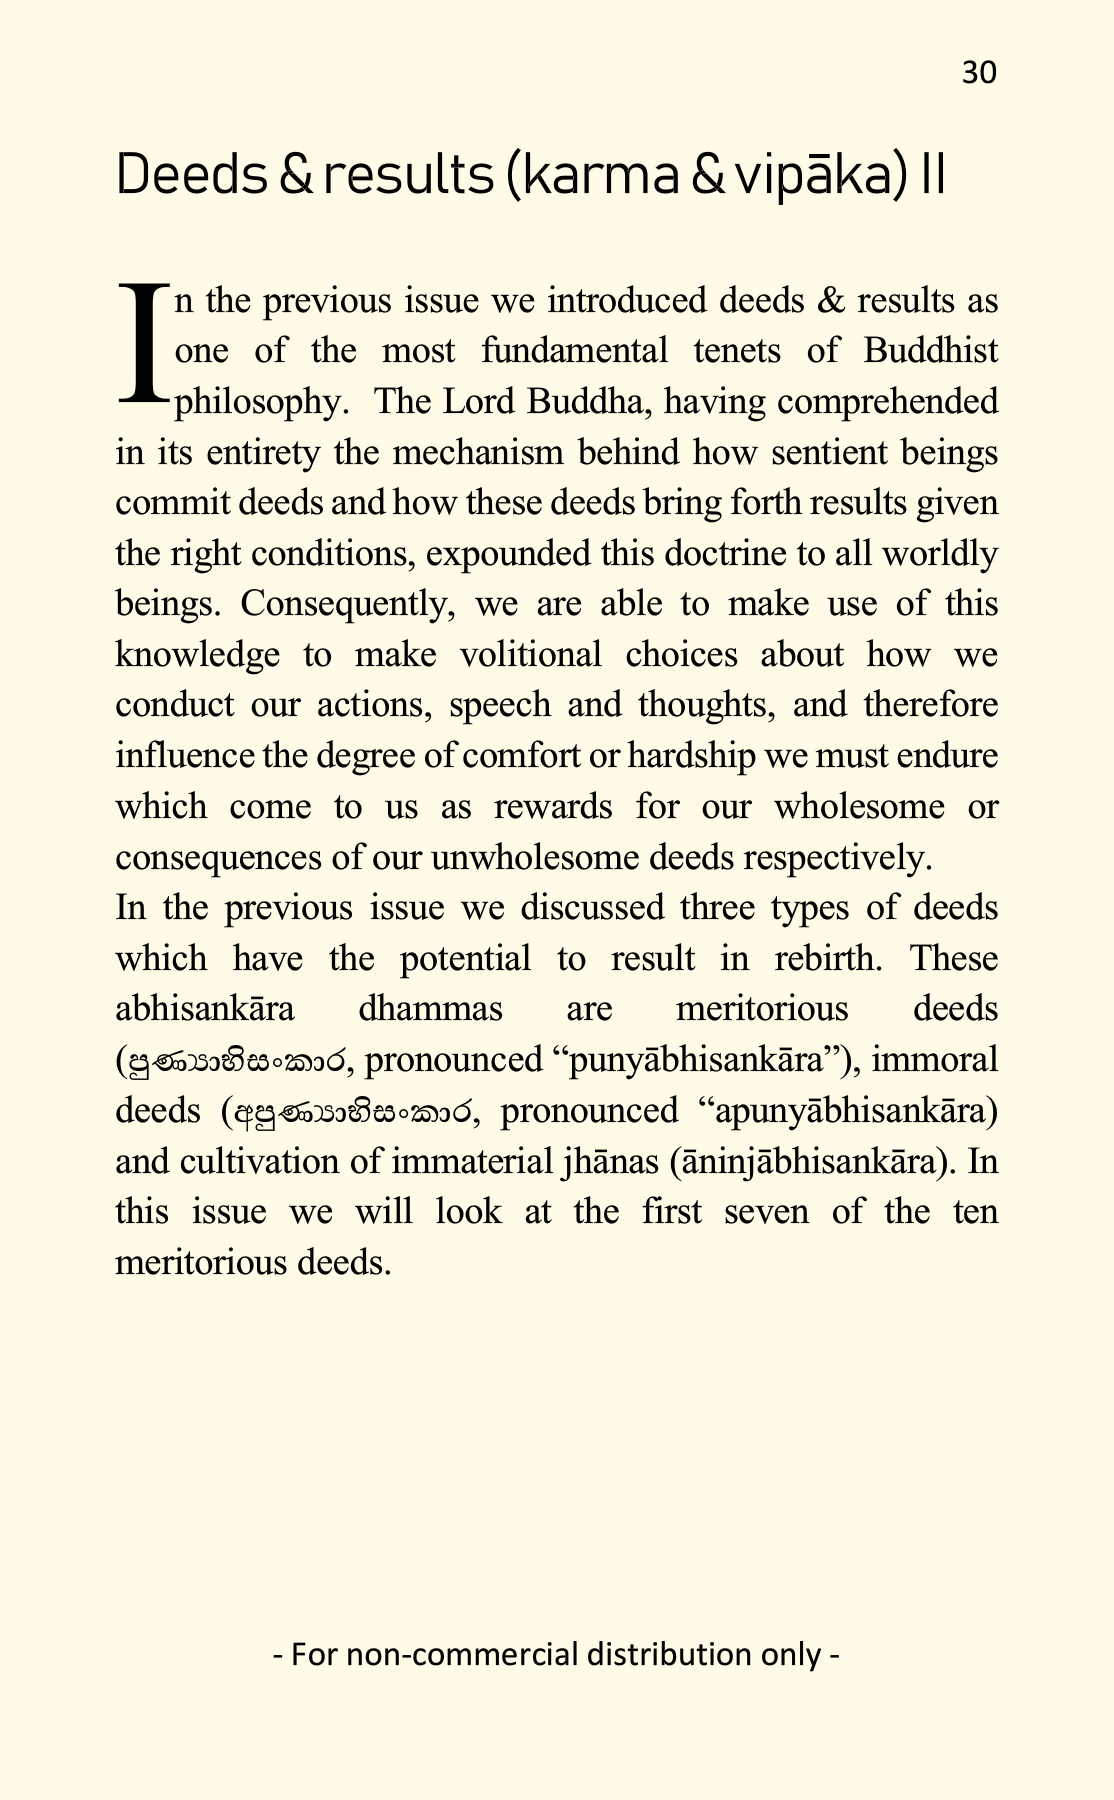 30
Deeds & results (karma & vipāka) II
In the previous issue we introduced deeds & results as
one of the most fundamental tenets of Buddhist
philosophy. The Lord Buddha, having comprehended
in its entirety the mechanism behind how sentient beings
commit deeds and how these deeds bring forth results given
the right conditions, expounded this doctrine to all worldly
beings. Consequently, we are able to make use of this
knowledge to make volitional choices about how we
conduct our actions, speech and thoughts, and therefore
influence the degree of comfort or hardship we must endure
which come to us as rewards for our wholesome or
consequences of our unwholesome deeds respectively.
In the previous issue we discussed three types of deeds
which have the potential to result in rebirth. These
abhisankāra dhammas are meritorious deeds
(පුණ්‍යාභිසංකාර, pronounced “punyābhisankāra”), immoral
deeds (අපුණ්‍යාභිසංකාර, pronounced “apunyābhisankāra)
and cultivation of immaterial jhānas (āninjābhisankāra). In
this issue we will look at the first seven of the ten
meritorious deeds.
- For non-commercial distribution only -